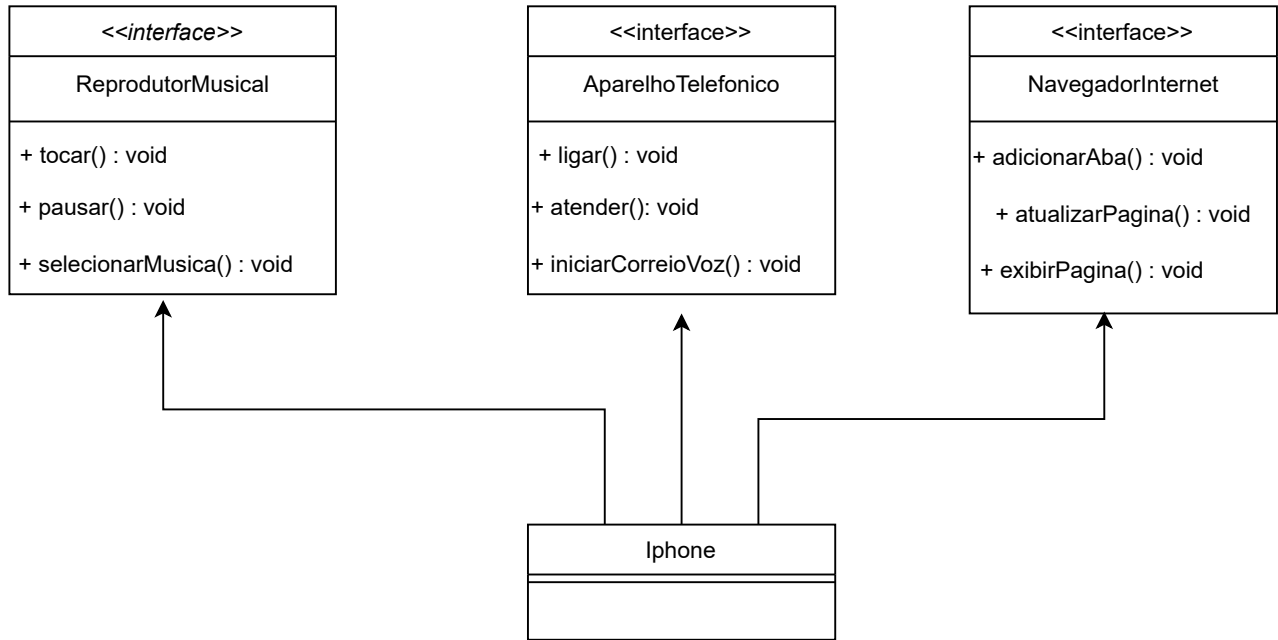 <<interface>>
ReprodutorMusical
+ tocar() : void
+ pausar() : void
+ selecionarMusica() : void
<<interface>>
AparelhoTelefonico
+ ligar() : void
+ atender(): void
+ iniciarCorreioVoz() : void
<<interface>>
NavegadorInternet
+ adicionarAba() : void
+ atualizarPagina() : void
+ exibirPagina() : void
Iphone